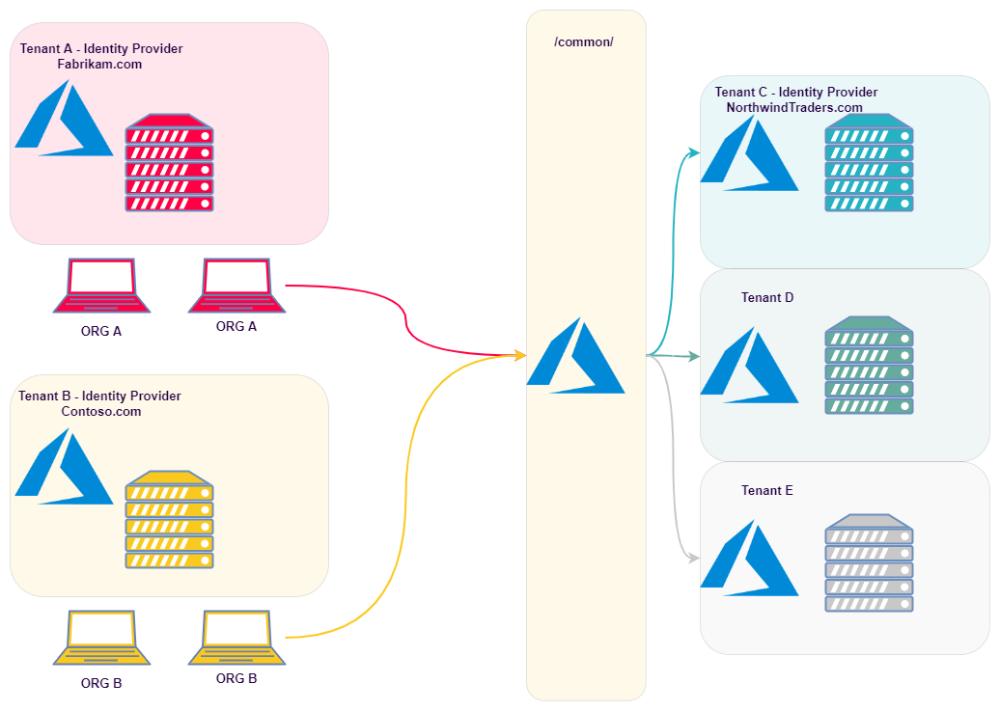 Tenant A - Identity Provider
Fabrikam.com
ORG A
ORG A
Tenant B - Identity Provider
Contoso.com
ORG B
ORG B
/common/
Tenant C - Identity Provider
NorthwindTraders.com
Tenant D
Tenant E